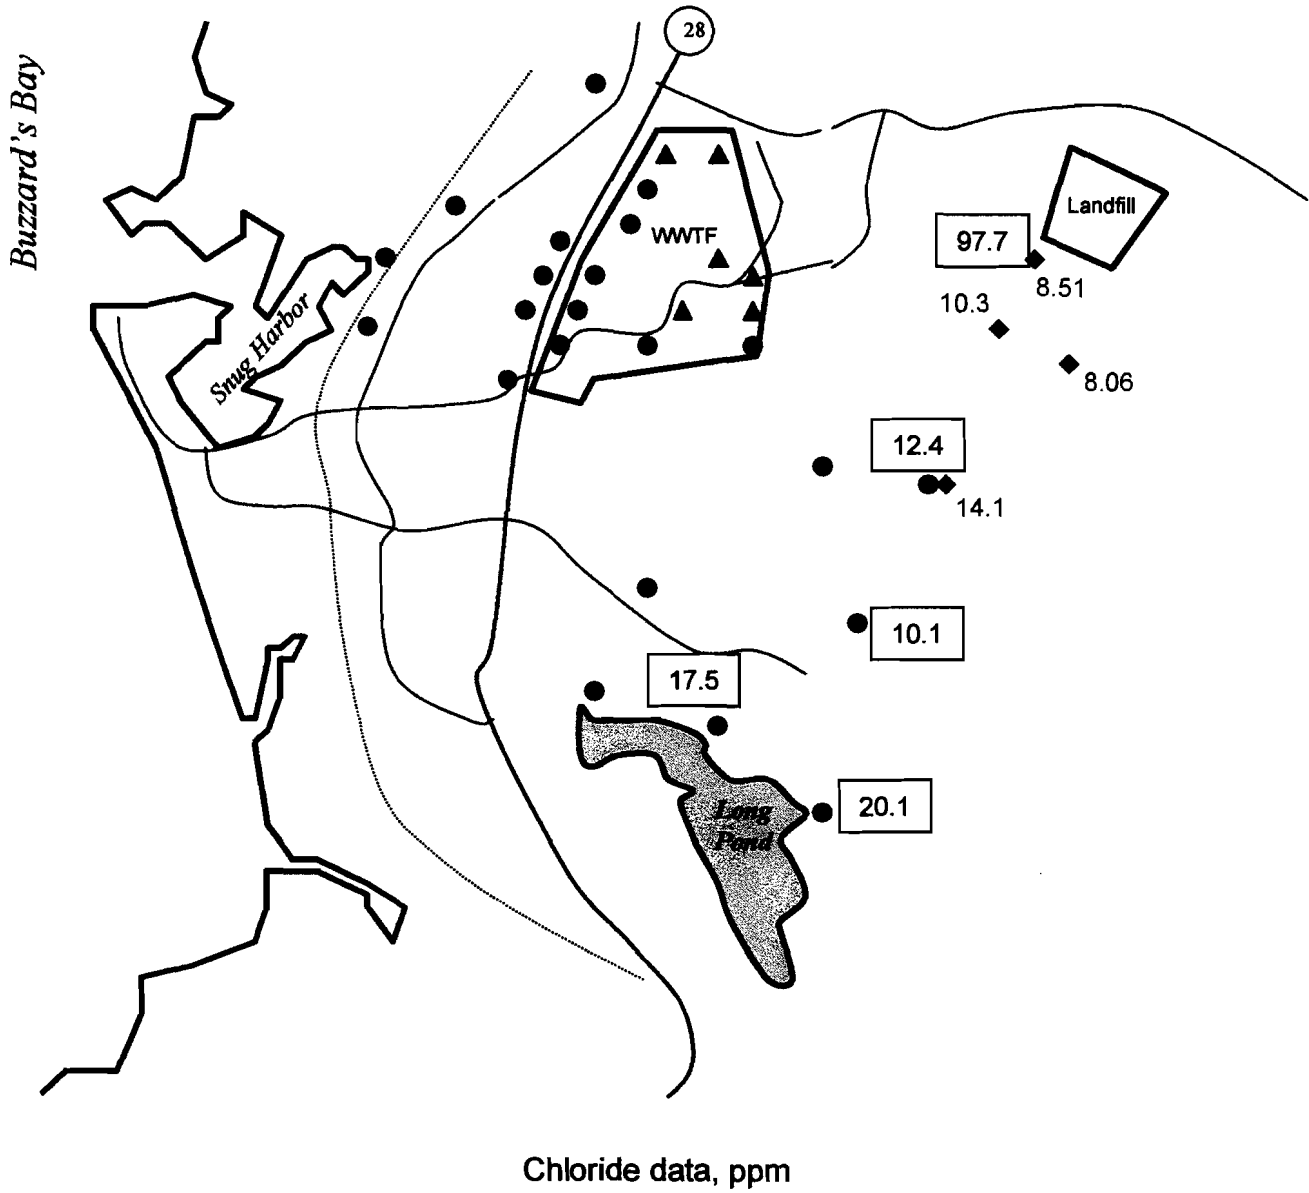 28
Buzzard's Bay
Landfill
97.7
WWTF
8.51
10.3
Snug Harbor
8.06
12.4
14.1
10.1
17.5
20.1
Long
Pond
Chloride data, ppm